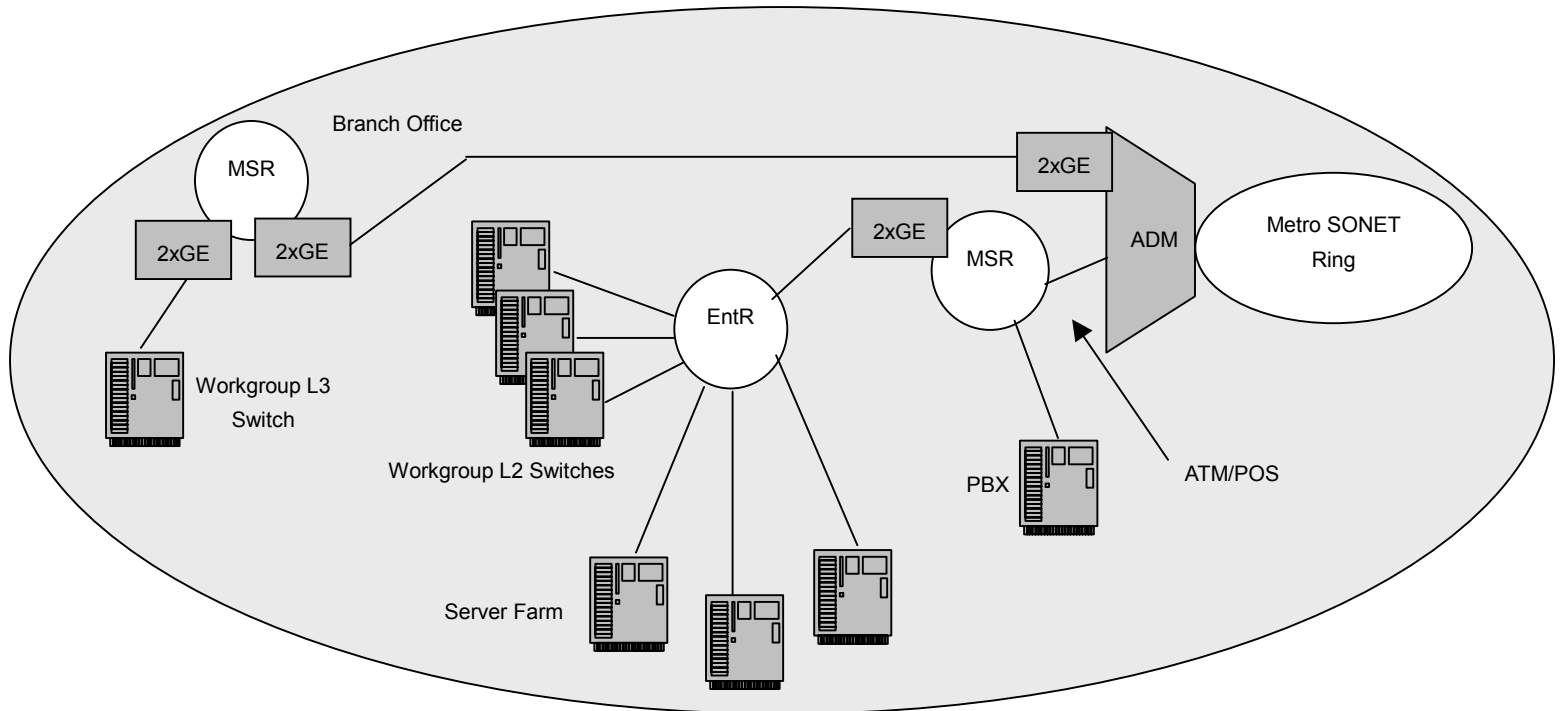 Branch Office
MSR
2xGE
2xGE
2xGE
2xGE
MSR
ADM
Metro SONET
Ring
EntR
Workgroup L3
Switch
Workgroup L2 Switches
PBX
ATM/POS
Server Farm